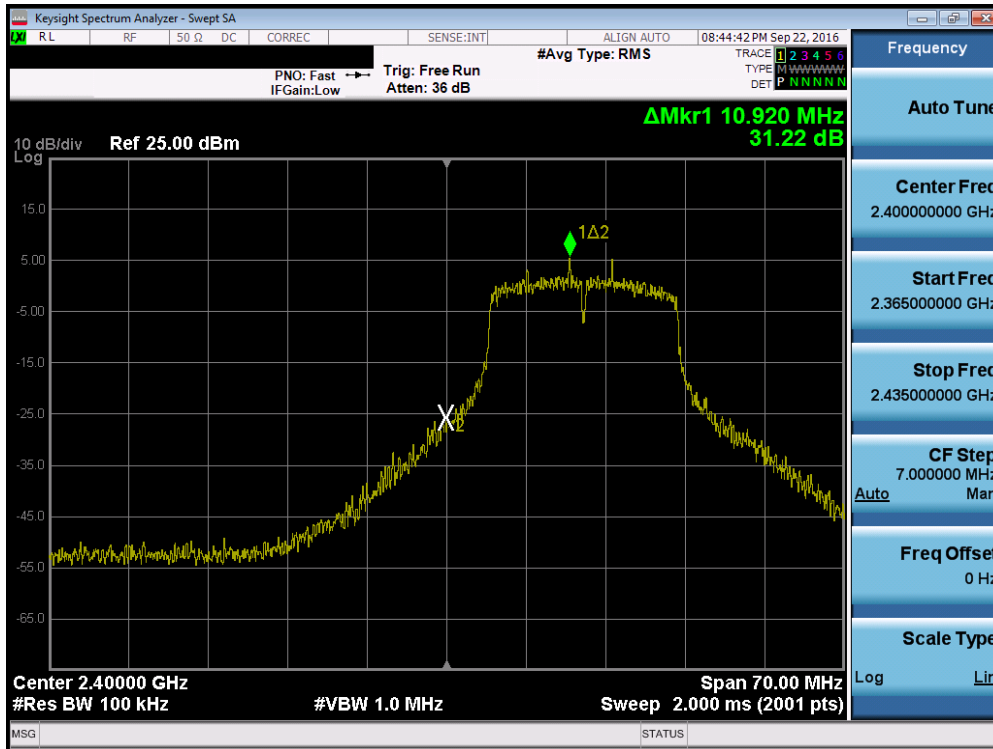 Keysight Spectrum Analyzer - Swept SA
LXI RL RF 50 Ω DC CORREC SENSE:INT ALIGN AUTO 08:44:42 PM Sep 22, 2016
PNO: Fast
IFGain:Low
Trig: Free Run
Atten: 36 dB
#Avg Type: RMS
TRACE 1 2 3 4 5 6
TYPE M W W W W W
DET P N N N N N
ΔMkr1 10.920 MHz
31.22 dB
10 dB/div
Log
Ref 25.00 dBm
15.0
5.00
-5.00
-15.0
-25.0
-35.0
-45.0
-55.0
-65.0
1Δ2
2
Center 2.40000 GHz
#Res BW 100 kHz
#VBW 1.0 MHz
Span 70.00 MHz
Sweep 2.000 ms (2001 pts)
MSG
STATUS
Frequency
Auto Tune
Center Freq
2.400000000 GHz
Start Freq
2.365000000 GHz
Stop Freq
2.435000000 GHz
CF Step
7.000000 MHz
Auto Man
Freq Offset
0 Hz
Scale Type
Log Lin